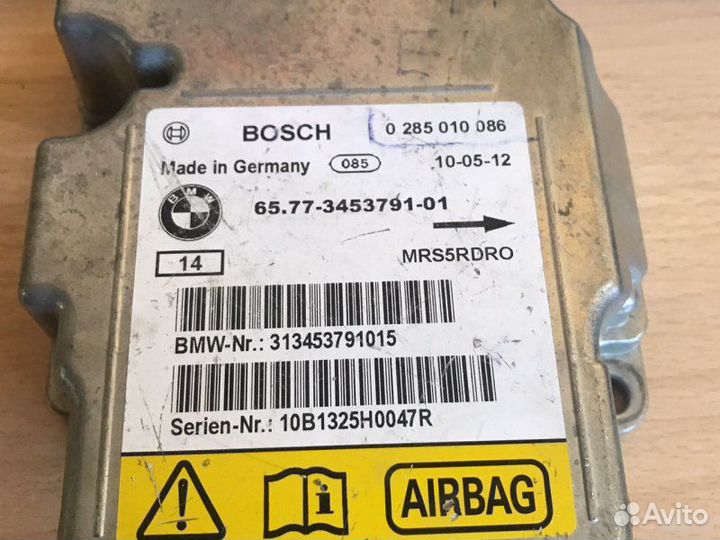 BOSCH 0 285 010 086
Made in Germany 085 10-05-12
BMW
65.77-3453791-01
14 MRS5RDRO
BMW-Nr.: 313453791015
Serien-Nr.: 10B1325H0047R
! i AIRBAG
Avito